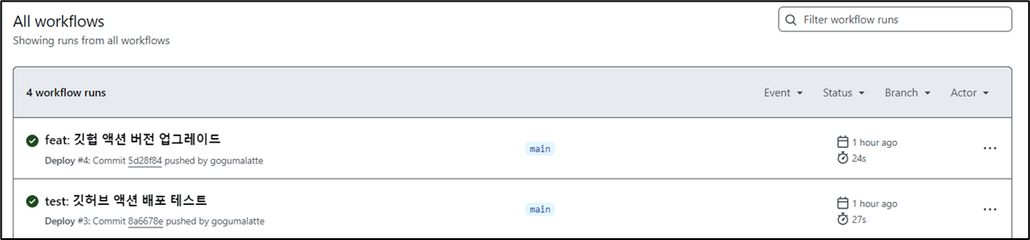 All workflows
Showing runs from all workflows
Filter workflow runs
4 workflow runs
Event
Status
Branch
Actor
feat: 깃헙 액션 버전 업그레이드
Deploy #4: Commit 5d28f84 pushed by gogumalatte
main
1 hour ago
24s
test: 깃허브 액션 배포 테스트
Deploy #3: Commit 8a6678e pushed by gogumalatte
main
1 hour ago
27s